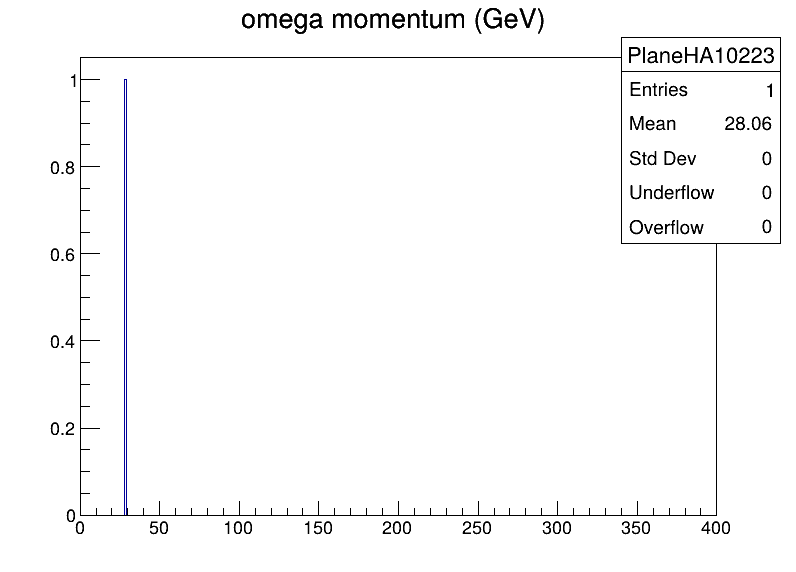 omega momentum (GeV)
PlaneHA10223
Entries 1
Mean 28.06
Std Dev 0
Underflow 0
Overflow 0
1
0.8
0.6
0.4
0.2
0
0 50 100 150 200 250 300 350 400